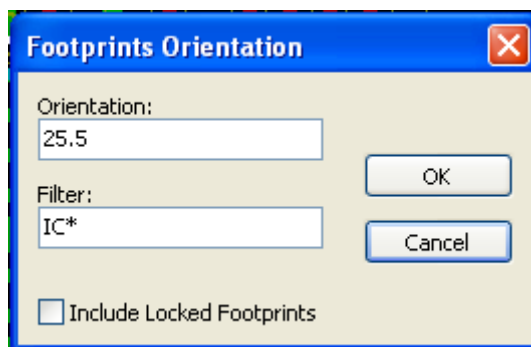 Footprints Orientation
Orientation:
25.5
OK
Filter:
IC*
Cancel
Include Locked Footprints